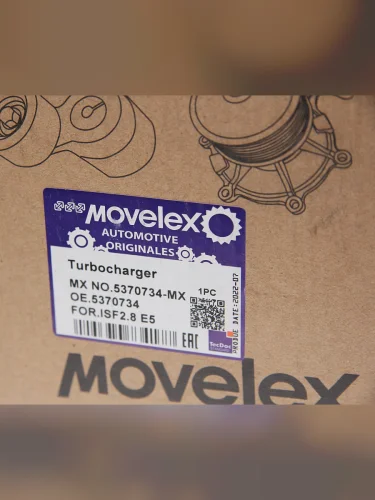 MOVELEX
AUTOMOTIVE
ORIGINALES
Turbocharger
MX NO.5370734-MX
1PC
OE.5370734
FOR.ISF2.8 E5
EAC
TecDoc
DATE:2022-07
MOVELEX